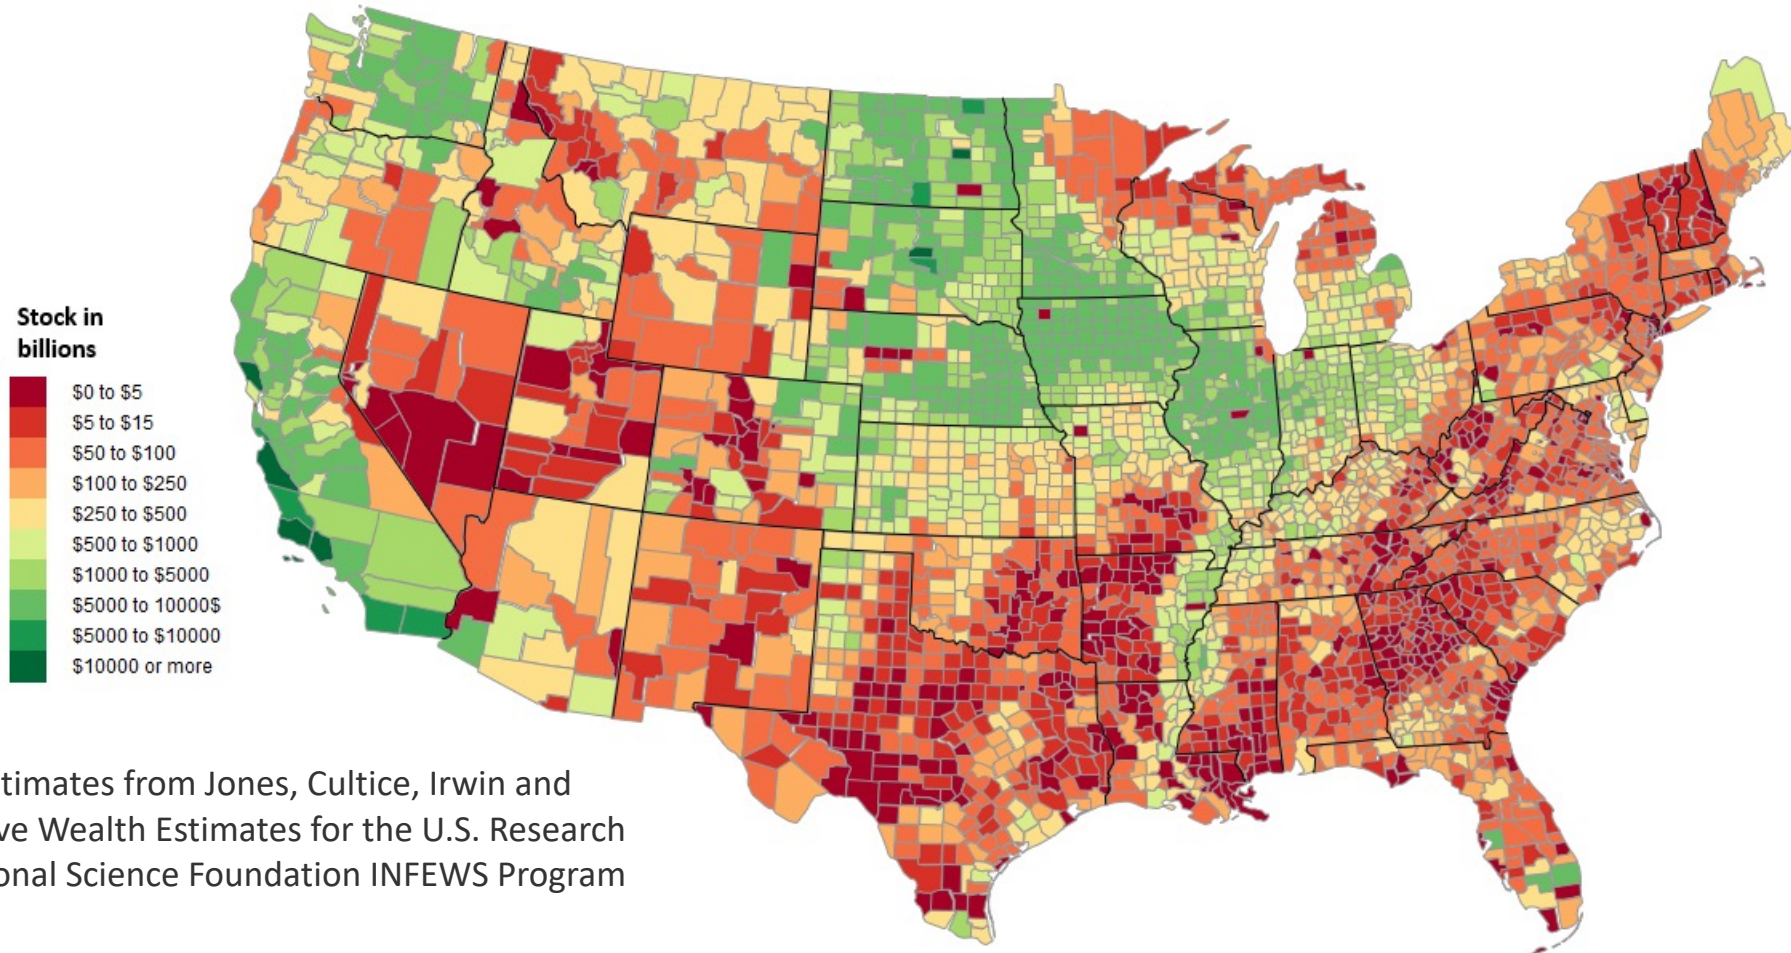 Stock in
billions
$0 to $5
$5 to $15
$50 to $100
$100 to $250
$250 to $500
$500 to $1000
$1000 to $5000
$5000 to 10000$
$5000 to $10000
$10000 or more
timates from Jones, Cultice, Irwin and
ve Wealth Estimates for the U.S. Research
onal Science Foundation INFEWS Program